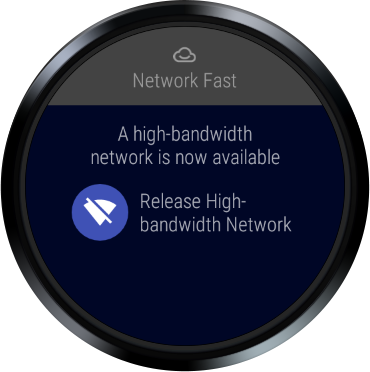 Network Fast
A high-bandwidth
network is now available
Release High-
bandwidth Network